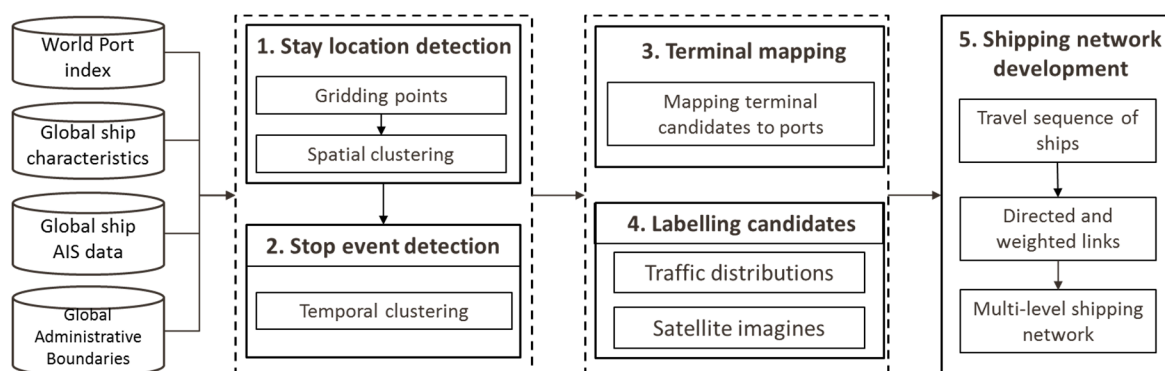 World Port
index
Global ship
characteristics
Global ship
AIS data
Global
Administrative
Boundaries
1. Stay location detection
Gridding points
Spatial clustering
2. Stop event detection
Temporal clustering
3. Terminal mapping
Mapping terminal
candidates to ports
4. Labelling candidates
Traffic distributions
Satellite imagines
5. Shipping network
development
Travel sequence of
ships
Directed and
weighted links
Multi-level shipping
network